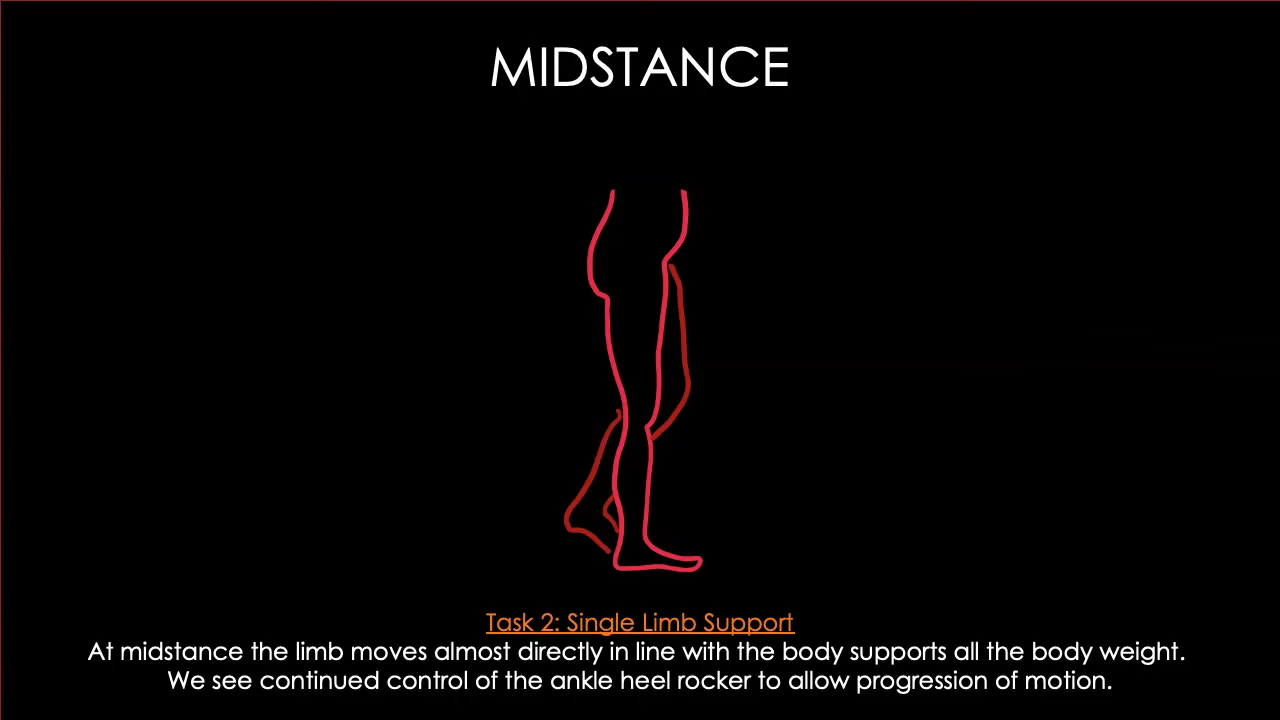 MIDSTANCE
Task 2: Single Limb Support
At midstance the limb moves almost directly in line with the body supports all the body weight.
We see continued control of the ankle heel rocker to allow progression of motion.